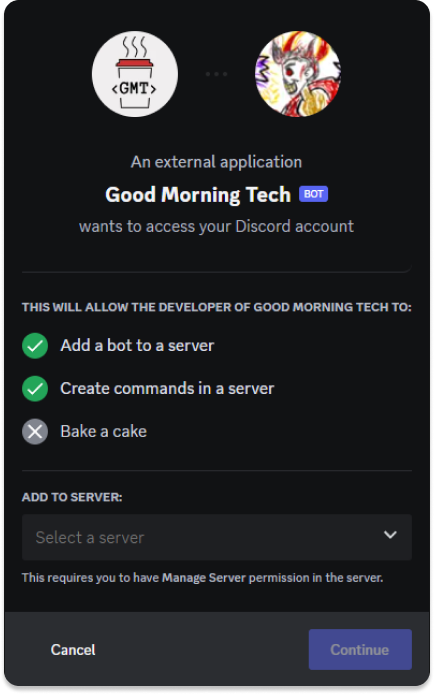 <GMT>
An external application
Good Morning Tech BOT
wants to access your Discord account
THIS WILL ALLOW THE DEVELOPER OF GOOD MORNING TECH TO:
Add a bot to a server
Create commands in a server
Bake a cake
ADD TO SERVER:
Select a server
This requires you to have Manage Server permission in the server.
Cancel
Continue